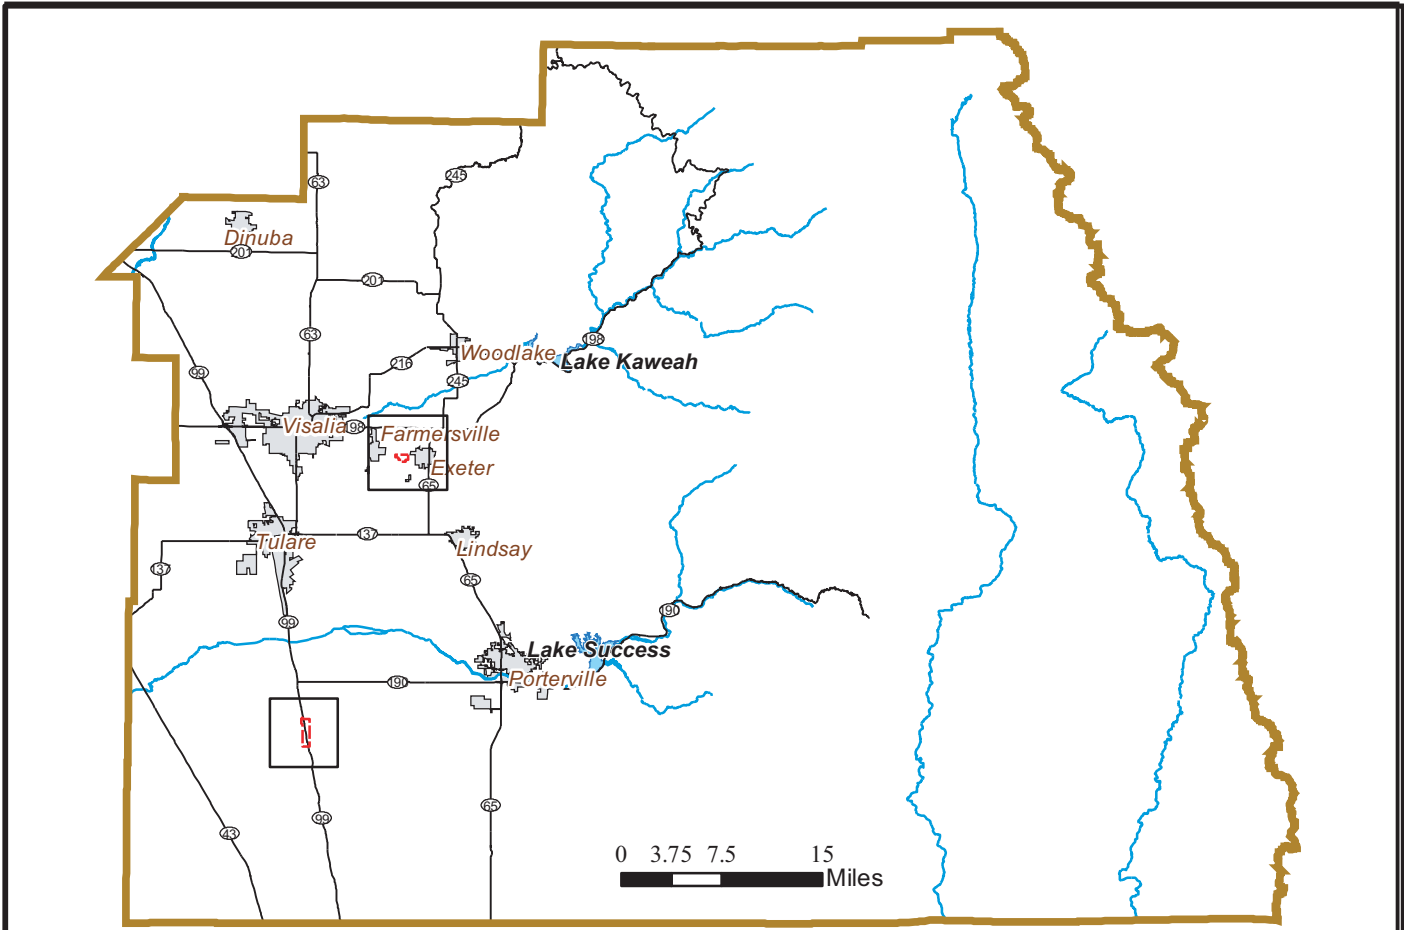 63
245
Dinuba
201
201
63
198
Woodlake
Lake Kaweah
216
99
245
Visalia
198
Farmersville
Exeter
65
137
Tulare
Lindsay
137
65
190
99
Lake Success
Porterville
190
65
99
43
0 3.75 7.5 15
Miles